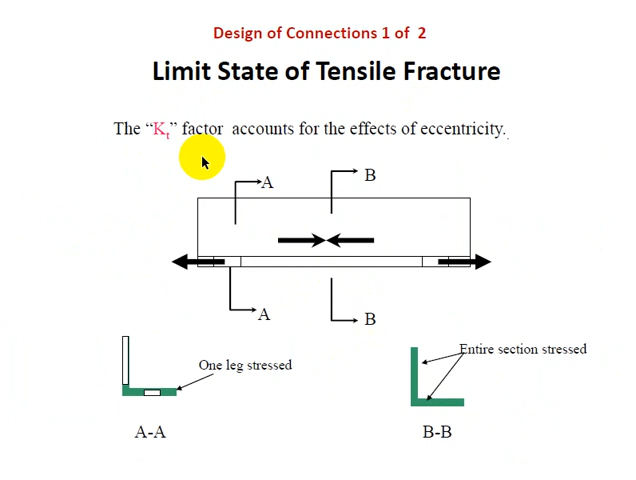 Design of Connections 1 of 2
Limit State of Tensile Fracture
The “Kt” factor accounts for the effects of eccentricity.
A
B
A
B
One leg stressed
Entire section stressed
A-A
B-B